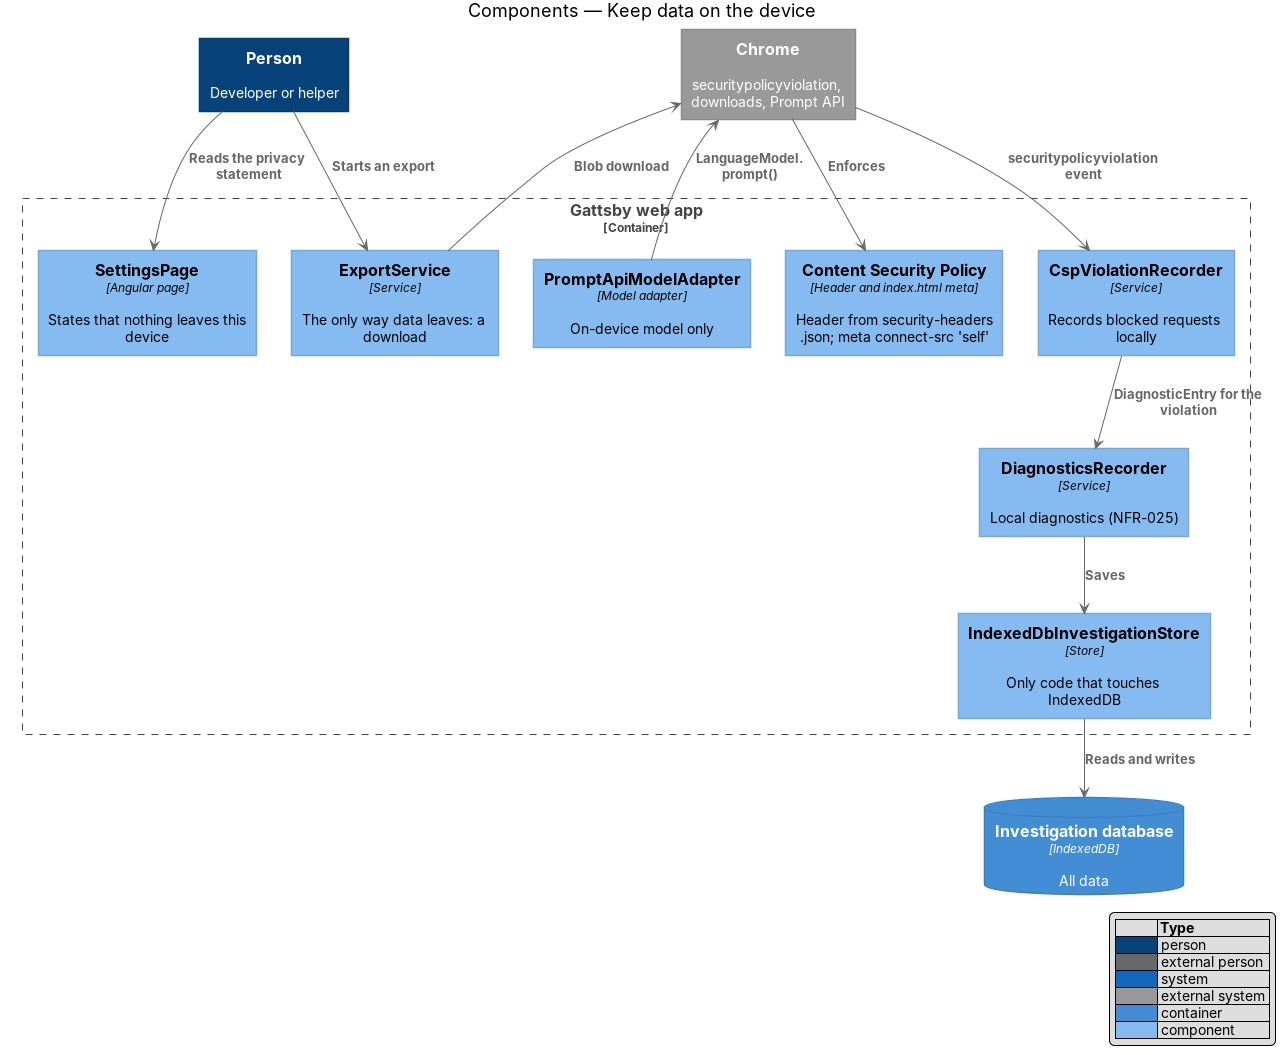 Components — Keep data on the device
Person
Developer or helper
Chrome
securitypolicyviolation,
downloads, Prompt API
Reads the privacy
statement
Starts an export
Blob download
LanguageModel.
prompt()
Enforces
securitypolicyviolation
event
Gattsby web app
[Container]
SettingsPage
[Angular page]
States that nothing leaves this
device
ExportService
[Service]
The only way data leaves: a
download
PromptApiModelAdapter
[Model adapter]
On-device model only
Content Security Policy
[Header and index.html meta]
Header from security-headers
.json; meta connect-src 'self'
CspViolationRecorder
[Service]
Records blocked requests
locally
DiagnosticEntry for the
violation
DiagnosticsRecorder
[Service]
Local diagnostics (NFR-025)
Saves
IndexedDbInvestigationStore
[Store]
Only code that touches
IndexedDB
Reads and writes
Investigation database
[IndexedDB]
All data
Type
person
external person
system
external system
container
component